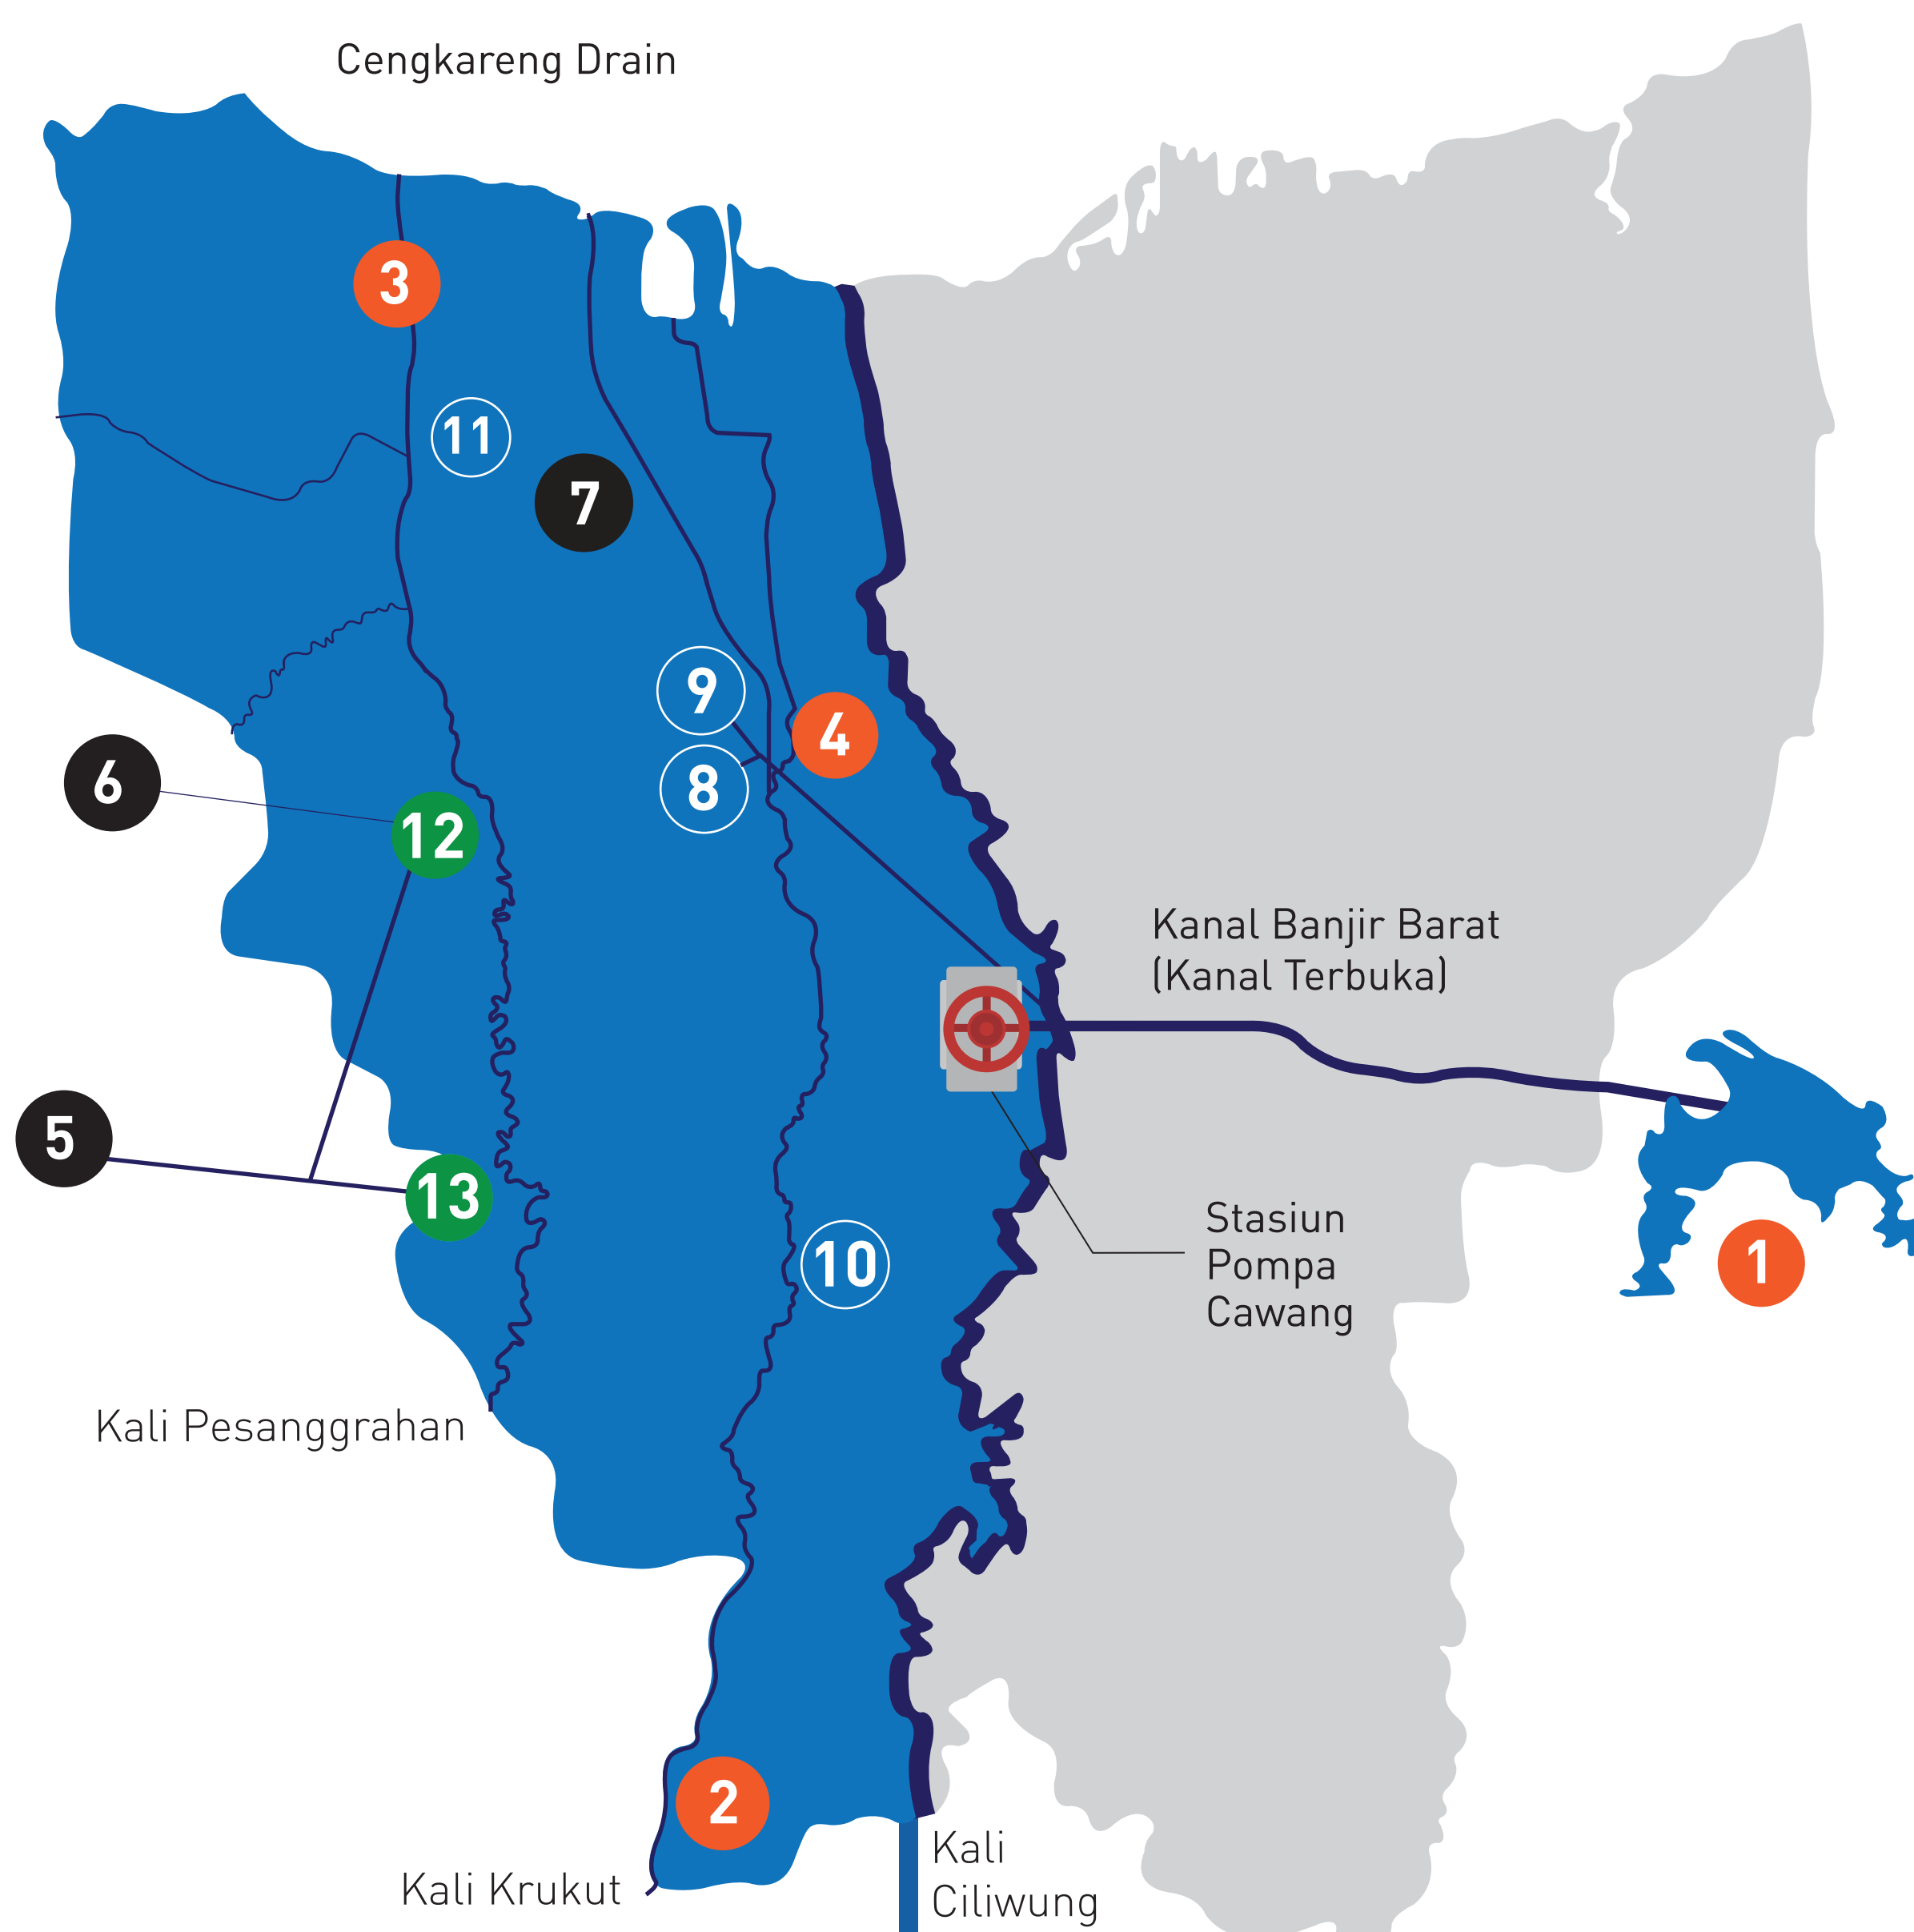 Cengkareng Drain
3
11
7
9
4
8
6
12
Kanal Banjir Barat
(Kanal Terbuka)
5
13
Stasiun
Pompa
Cawang
10
1
Kali Pesanggrahan
2
Kali
Ciliwung
Kali Krukut